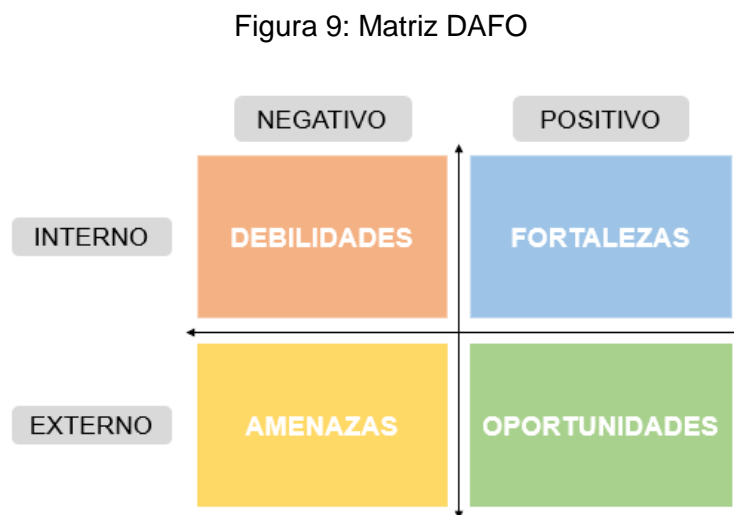 Figura 9: Matriz DAFO
NEGATIVO POSITIVO
INTERNO DEBILIDADES FORTALEZAS
EXTERNO AMENAZAS OPORTUNIDADES